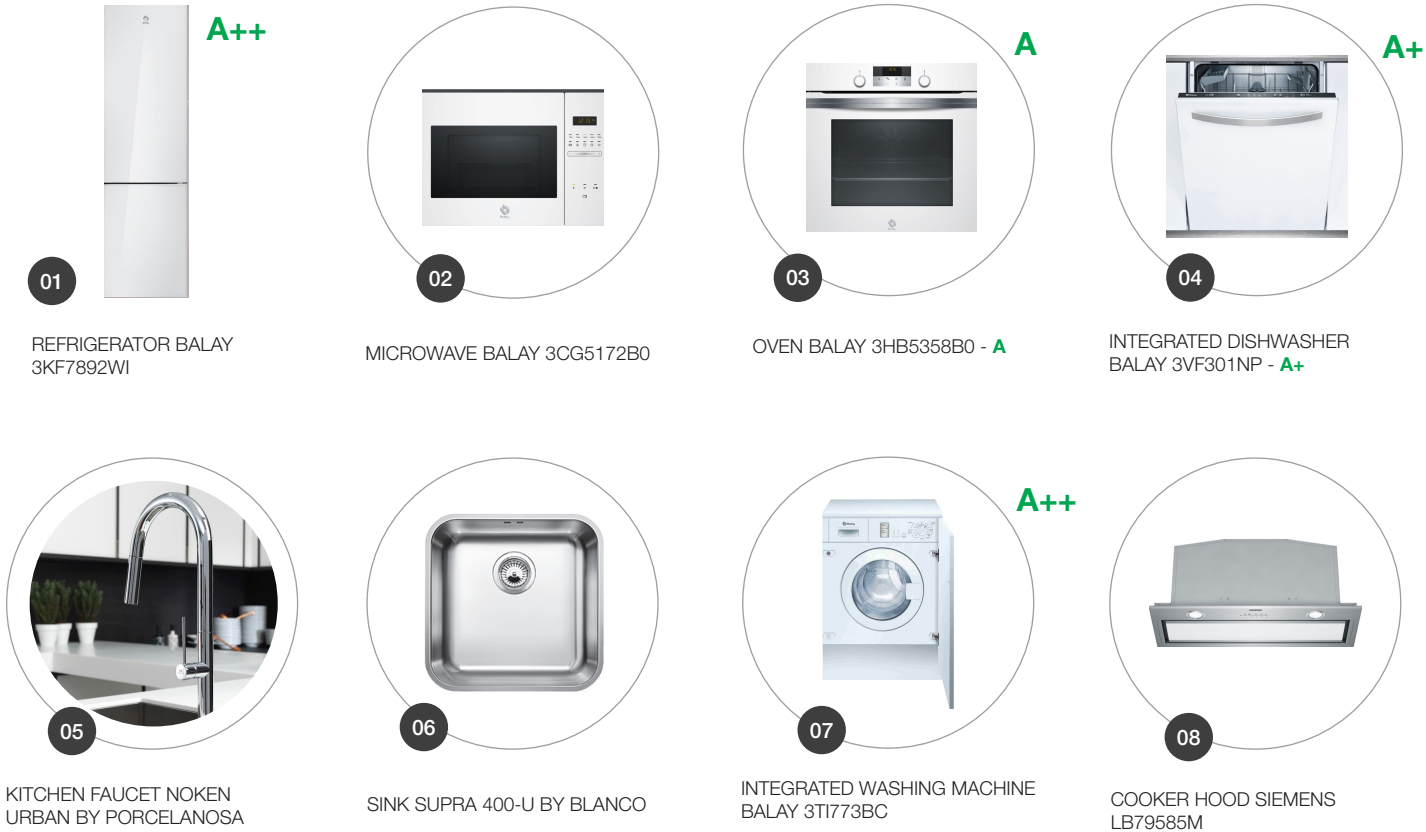 A++
A
A+
01
02
03
04
REFRIGERATOR BALAY
3KF7892WI
MICROWAVE BALAY 3CG5172B0
OVEN BALAY 3HB5358B0 - A
INTEGRATED DISHWASHER
BALAY 3VF301NP - A+
A++
05
06
07
08
KITCHEN FAUCET NOKEN
URBAN BY PORCELANOSA
SINK SUPRA 400-U BY BLANCO
INTEGRATED WASHING MACHINE
BALAY 3TI773BC
COOKER HOOD SIEMENS
LB79585M